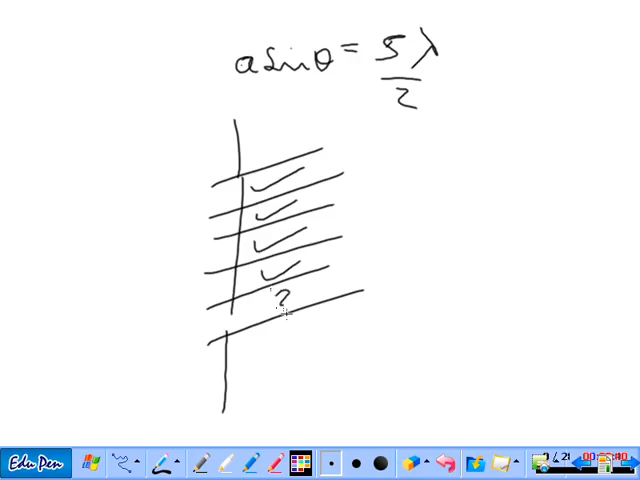 a sinθ = 5λ/2
?
Edu Pen